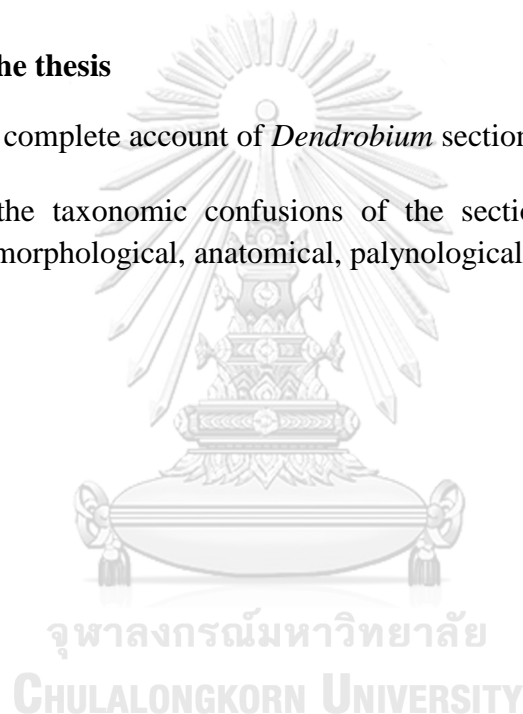 he thesis
complete account of Dendrobium section
the taxonomic confusions of the sectio
morphological, anatomical, palynological
จุฬาลงกรณ์มหาวิทยาลัย
CHULALONGKORN UNIVERSITY